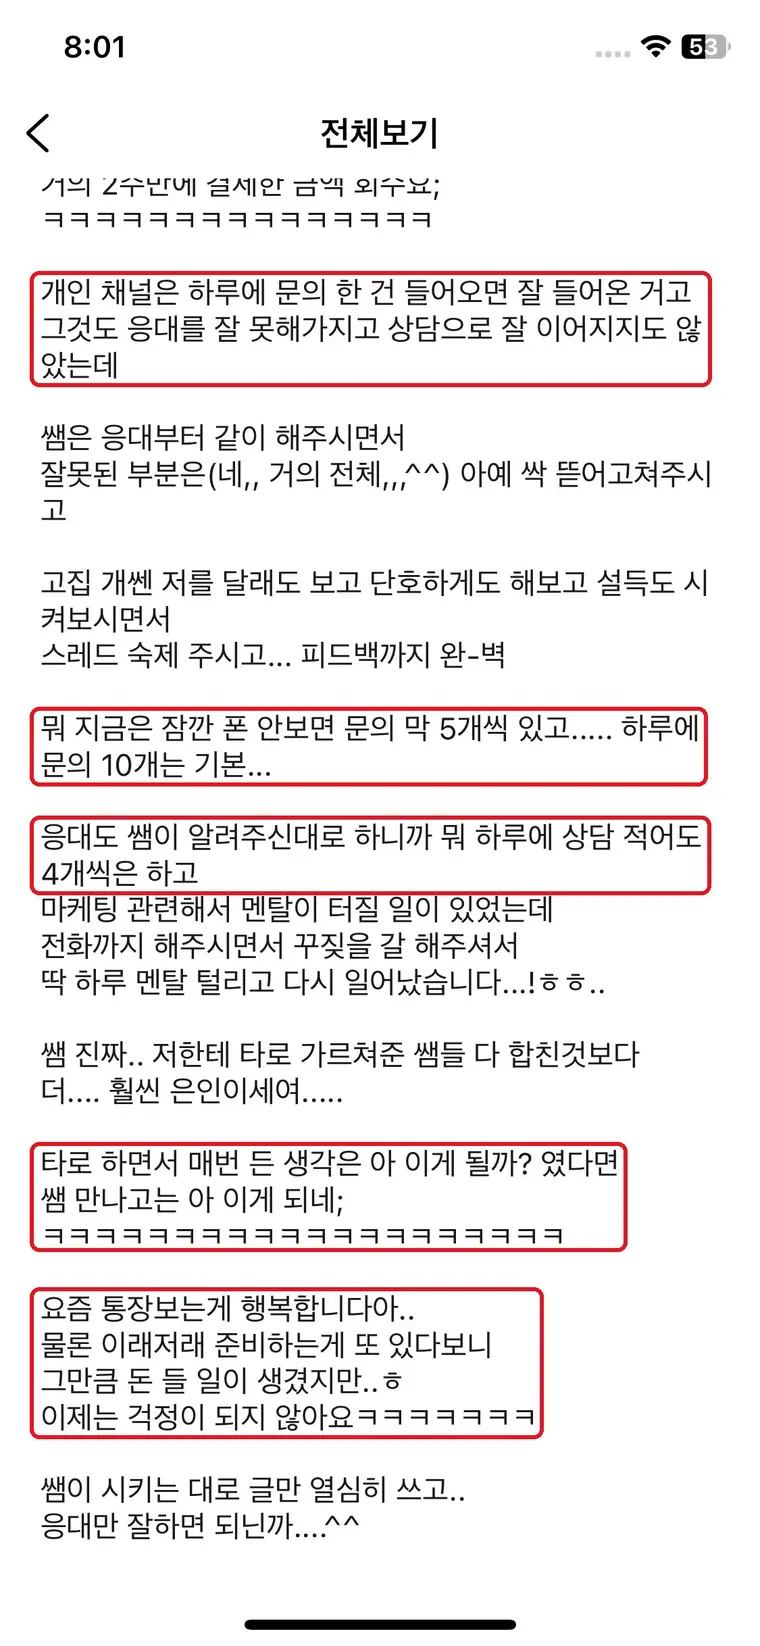 8:01
53
전체보기
거의 2주만에 결제한 금액 회수요;
ㅋㅋㅋㅋㅋㅋㅋㅋㅋㅋㅋㅋㅋㅋㅋ
개인 채널은 하루에 문의 한 건 들어오면 잘 들어온 거고
그것도 응대를 잘 못해가지고 상담으로 잘 이어지지도 않
았는데
쌤은 응대부터 같이 해주시면서
잘못된 부분은(네,, 거의 전체,,,^^) 아예 싹 뜯어고쳐주시
고
고집 개쎈 저를 달래도 보고 단호하게도 해보고 설득도 시
켜보시면서
스레드 숙제 주시고... 피드백까지 완-벽
뭐 지금은 잠깐 폰 안보면 문의 막 5개씩 있고..... 하루에
문의 10개는 기본...
응대도 쌤이 알려주신대로 하니까 뭐 하루에 상담 적어도
4개씩은 하고
마케팅 관련해서 멘탈이 터질 일이 있었는데
전화까지 해주시면서 꾸짖을 갈 해주셔서
딱 하루 멘탈 털리고 다시 일어났습니다...!ㅎㅎ..
쌤 진짜.. 저한테 타로 가르쳐준 쌤들 다 합친것보다
더.... 훨씬 은인이세여.....
타로 하면서 매번 든 생각은 아 이게 될까? 였다면
쌤 만나고는 아 이게 되네;
ㅋㅋㅋㅋㅋㅋㅋㅋㅋㅋㅋㅋㅋㅋㅋㅋㅋㅋㅋㅋ
요즘 통장보는게 행복합니다아..
물론 이래저래 준비하는게 또 있다보니
그만큼 돈 들 일이 생겼지만..ㅎ
이제는 걱정이 되지 않아요ㅋㅋㅋㅋㅋㅋㅋ
쌤이 시키는 대로 글만 열심히 쓰고..
응대만 잘하면 되닌까....^^